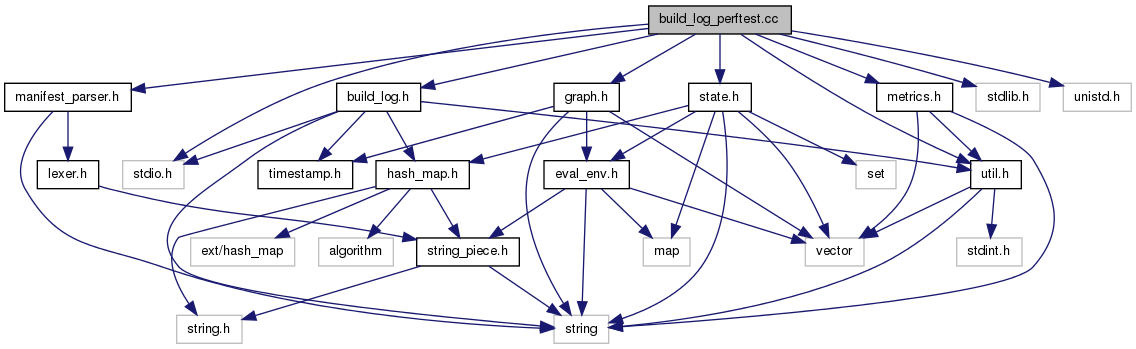 build_log_perftest.cc
manifest_parser.h
build_log.h
graph.h
state.h
metrics.h
stdlib.h
unistd.h
lexer.h
stdio.h
timestamp.h
hash_map.h
eval_env.h
set
util.h
ext/hash_map
algorithm
string_piece.h
map
vector
stdint.h
string.h
string